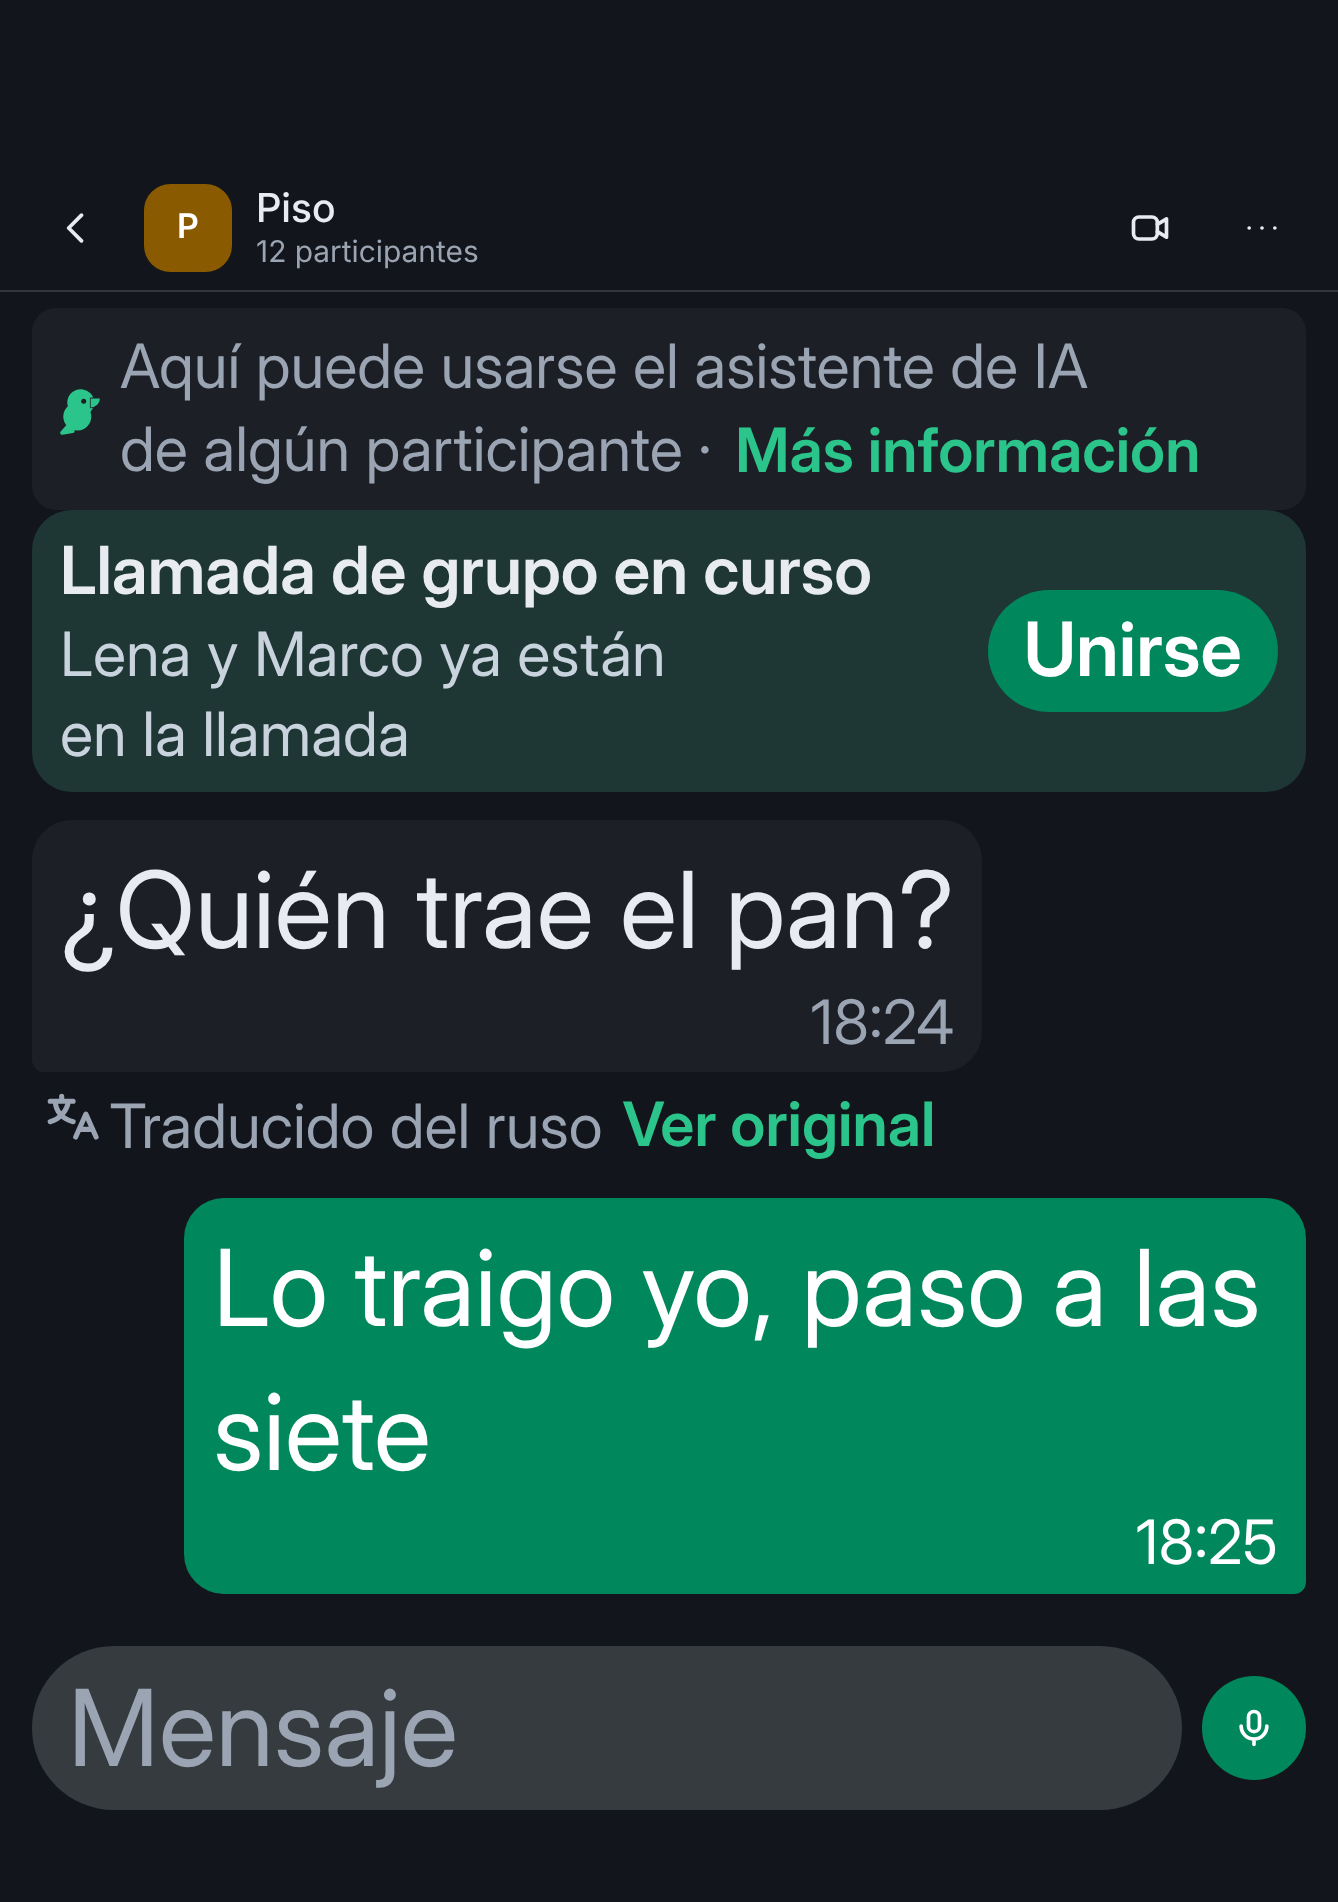 P
Piso
12 participantes
Aquí puede usarse el asistente de IA
de algún participante · Más información
Llamada de grupo en curso
Lena y Marco ya están
en la llamada
Unirse
¿Quién trae el pan?
18:24
Traducido del ruso Ver original
Lo traigo yo, paso a las
siete
18:25
Mensaje